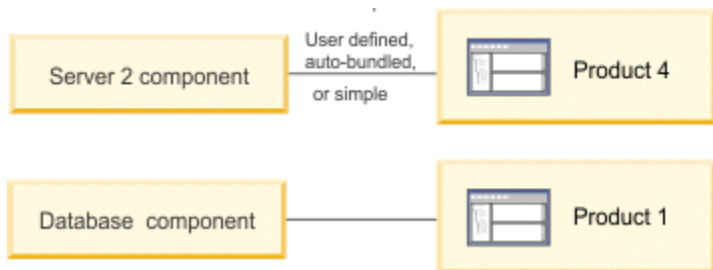 User defined,
auto-bundled,
or simple
Server 2 component
Product 4
Database component
Product 1